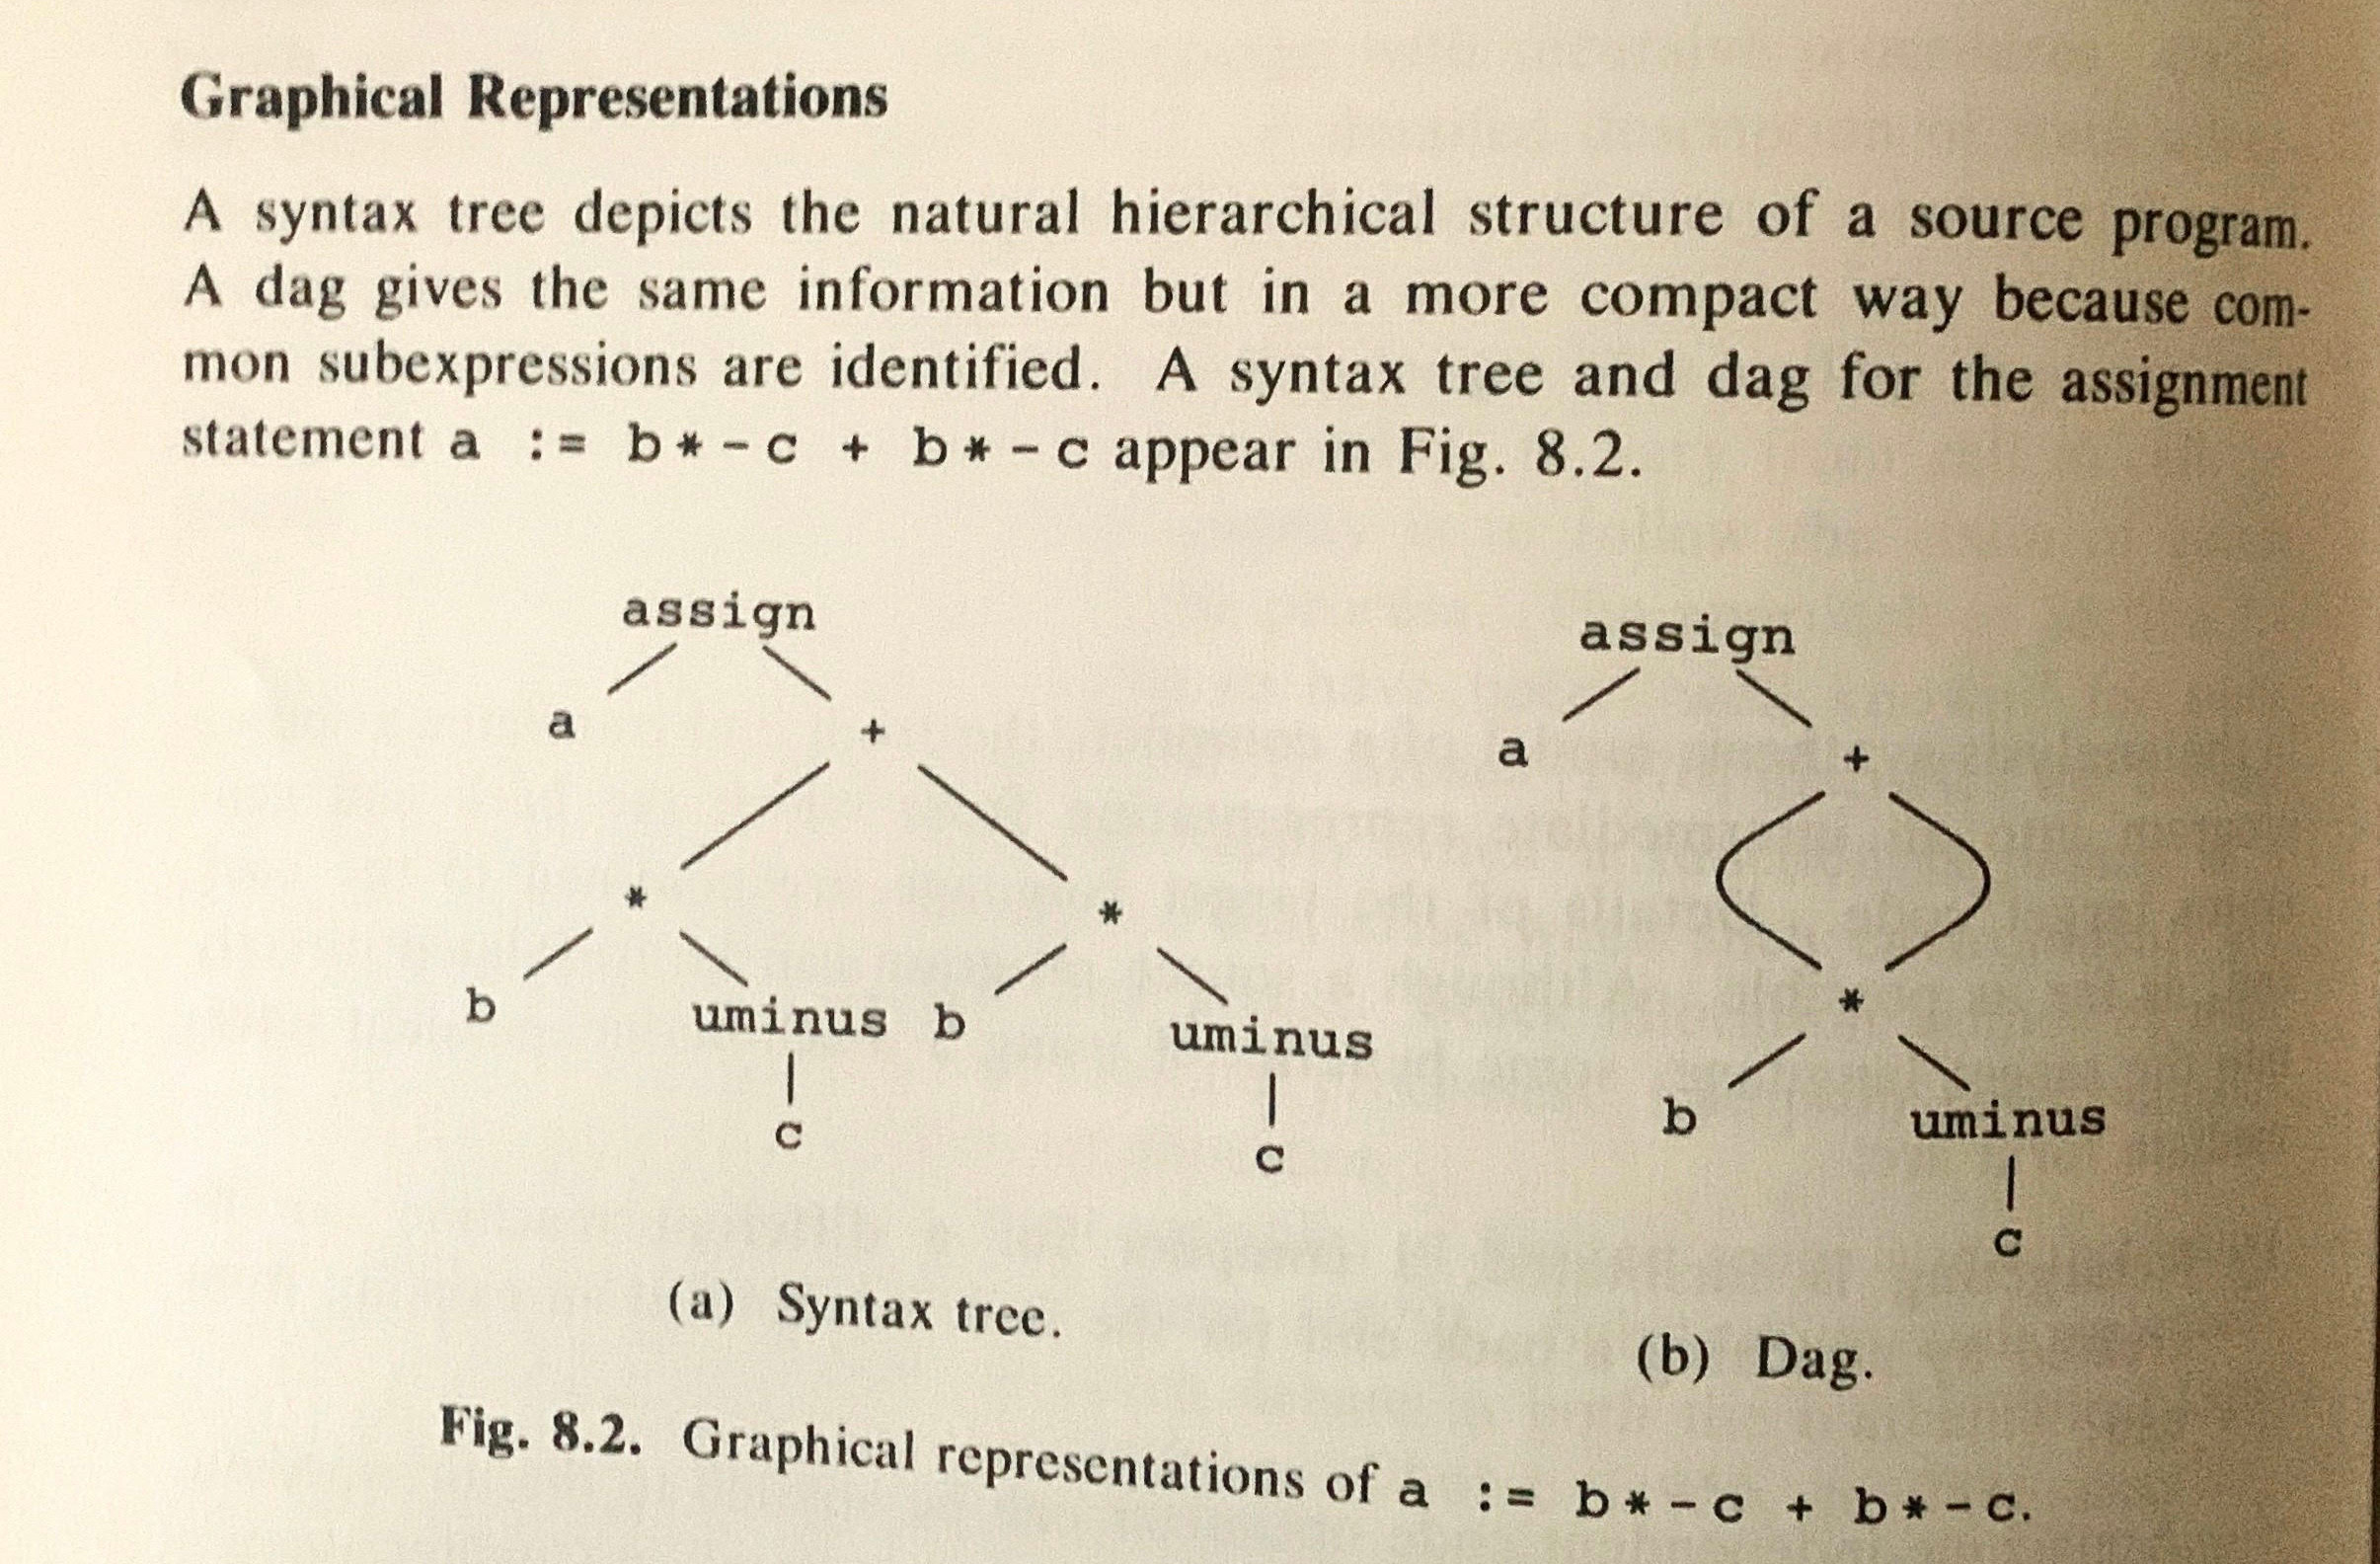 Graphical Representations
A syntax tree depicts the natural hierarchical structure of a source program.
A dag gives the same information but in a more compact way because com-
mon subexpressions are identified. A syntax tree and dag for the assignment
statement a := b*-c + b*-c appear in Fig. 8.2.
assign
a +
* *
b uminus b uminus
c c
(a) Syntax tree.
assign
a +
*
b uminus
c
(b) Dag.
Fig. 8.2. Graphical representations of a := b*-c + b*-c.